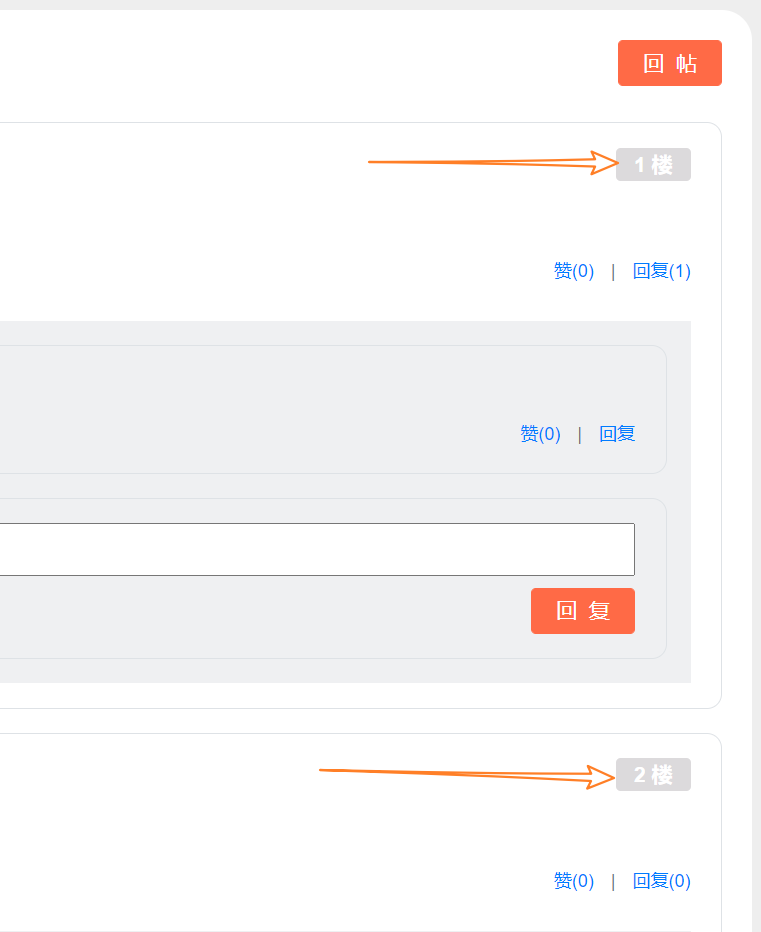 回 帖
1 楼
赞(0) | 回复(1)
赞(0) | 回复
回 复
2 楼
赞(0) | 回复(0)